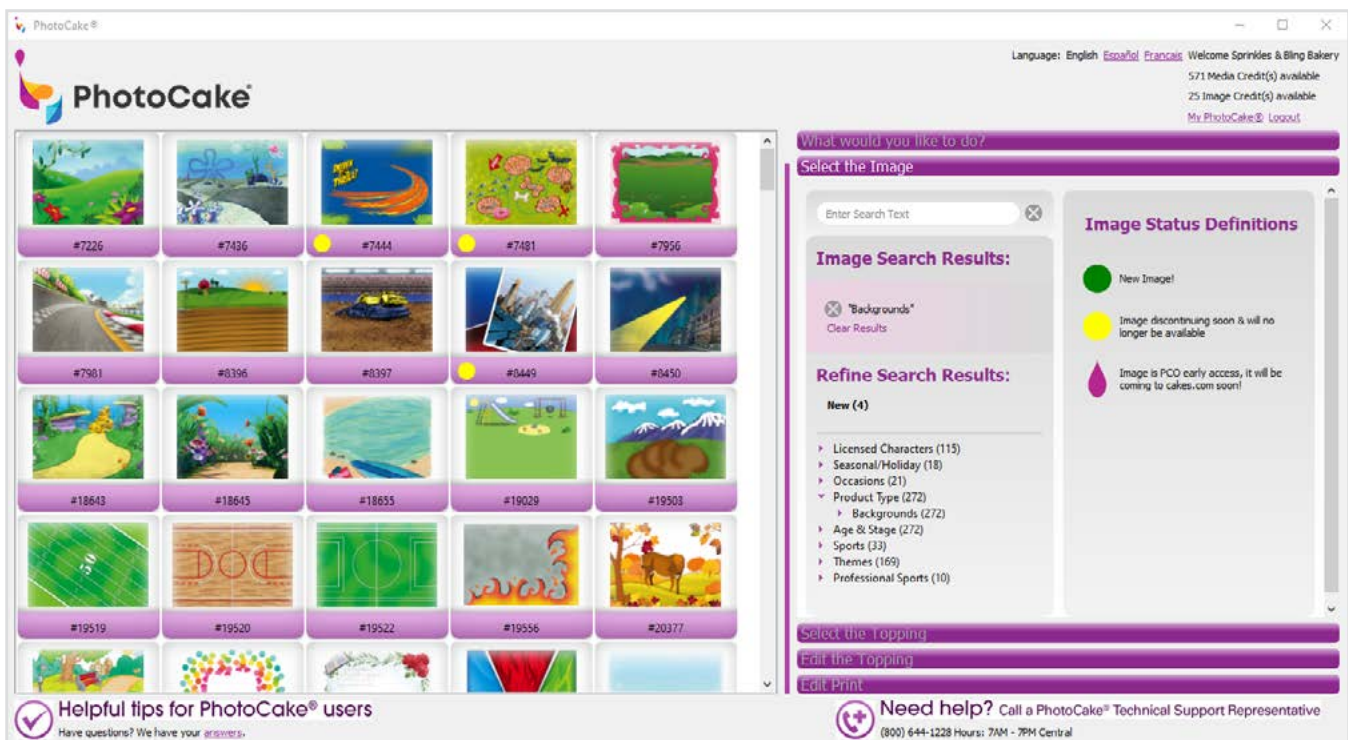 PhotoCake®
Language: English Español Français Welcome Sprinkles & Bling Bakery
571 Media Credit(s) available
25 Image Credit(s) available
My PhotoCake® Logout
PhotoCake®
#7226
#7436
#7444
#7481
#7956
#7981
#8396
#8397
#8449
#8450
#18643
#18645
#18655
#19029
#19503
50
#19519
#19520
#19522
#19556
#20377
What would you like to do?
Select the Image
Enter Search Text
Image Search Results:
"Backgrounds"
Clear Results
Refine Search Results:
New (4)
Licensed Characters (115)
Seasonal/Holiday (18)
Occasions (21)
Product Type (272)
Backgrounds (272)
Age & Stage (272)
Sports (33)
Themes (169)
Professional Sports (10)
Image Status Definitions
New Image!
Image discontinuing soon & will no
longer be available
Image is PCO early access, it will be
coming to cakes.com soon!
Select the Topping
Edit the Topping
Edit Print
Helpful tips for PhotoCake® users
Have questions? We have your answers.
Need help? Call a PhotoCake® Technical Support Representative
(800) 644-1228 Hours: 7AM - 7PM Central